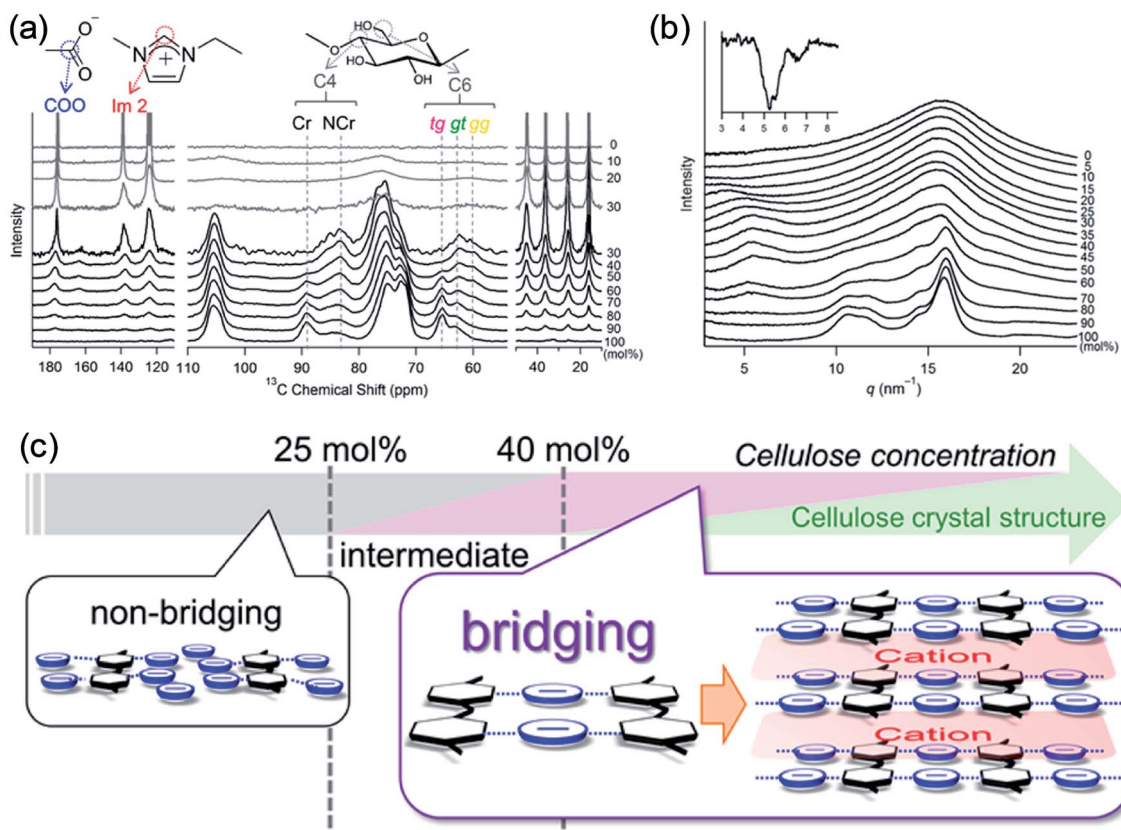 (a)
O−
O
N
+
N
HO
O
O
HO
OH
C4
C6
COO
Im 2
Cr
NCr
tg
gt
gg
Intensity
0
10
20
30
30
40
50
60
70
80
90
100
(mol%)
180
160
140
120
110
100
90
80
70
60
40
20
13C Chemical Shift (ppm)
(b)
3 4 5 6 7 8
Intensity
0
5
10
15
20
25
30
35
40
45
50
60
70
80
90
100
(mol%)
5
10
15
20
q (nm−1)
(c)
25 mol%
40 mol%
Cellulose concentration
Cellulose crystal structure
intermediate
non-bridging
bridging
Cation
Cation